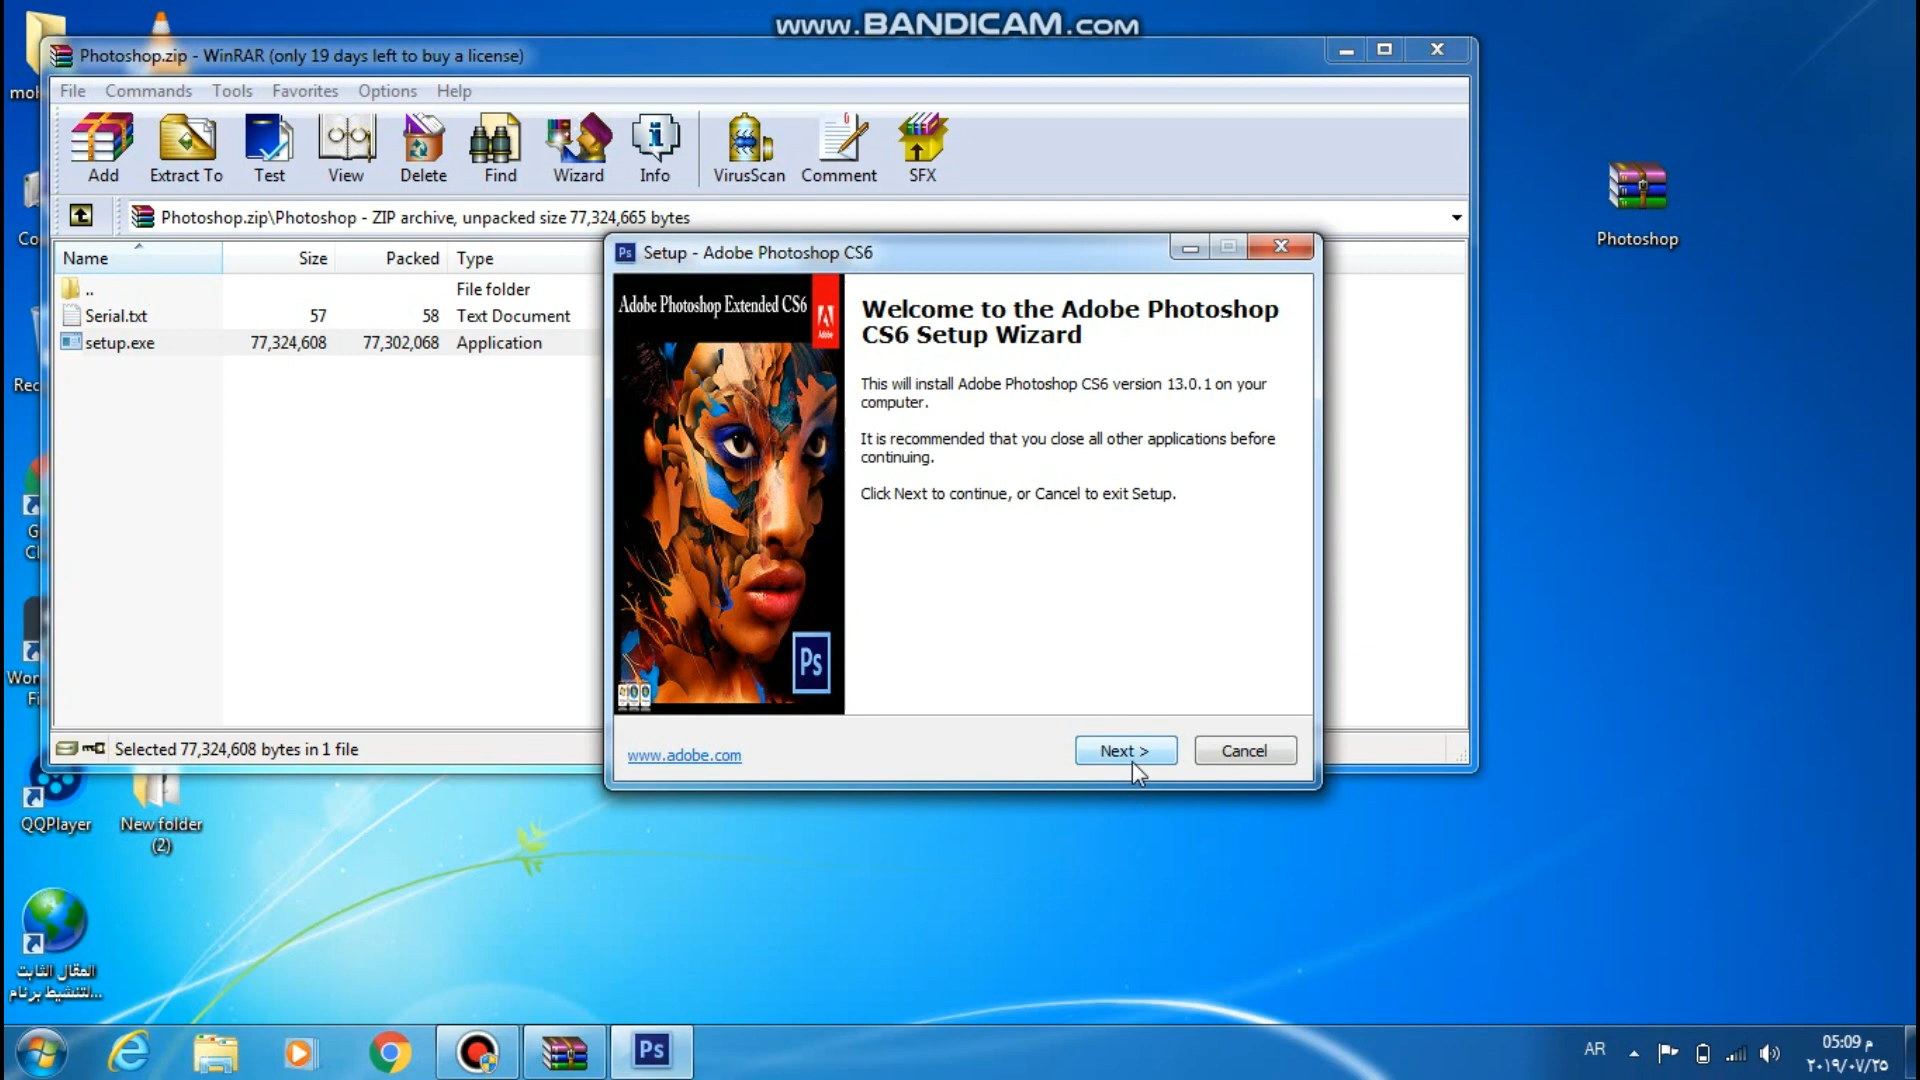 www.BANDICAM.com
Photoshop.zip - WinRAR (only 19 days left to buy a license)
File Commands Tools Favorites Options Help
Add Extract To Test View Delete Find Wizard Info VirusScan Comment SFX
Photoshop.zip\Photoshop - ZIP archive, unpacked size 77,324,665 bytes
Name Size Packed Type
.. File folder
Serial.txt 57 58 Text Document
setup.exe 77,324,608 77,302,068 Application
Selected 77,324,608 bytes in 1 file
Setup - Adobe Photoshop CS6
Adobe Photoshop Extended CS6
Adobe
Ps
Welcome to the Adobe Photoshop
CS6 Setup Wizard
This will install Adobe Photoshop CS6 version 13.0.1 on your
computer.
It is recommended that you close all other applications before
continuing.
Click Next to continue, or Cancel to exit Setup.
www.adobe.com
Next >
Cancel
Photoshop
QQPlayer
New folder
(2)
المقال الثابت
لتنشيط برنام...
Ps
AR
05:09 م
٢٠١٩/٠٧/٢٥